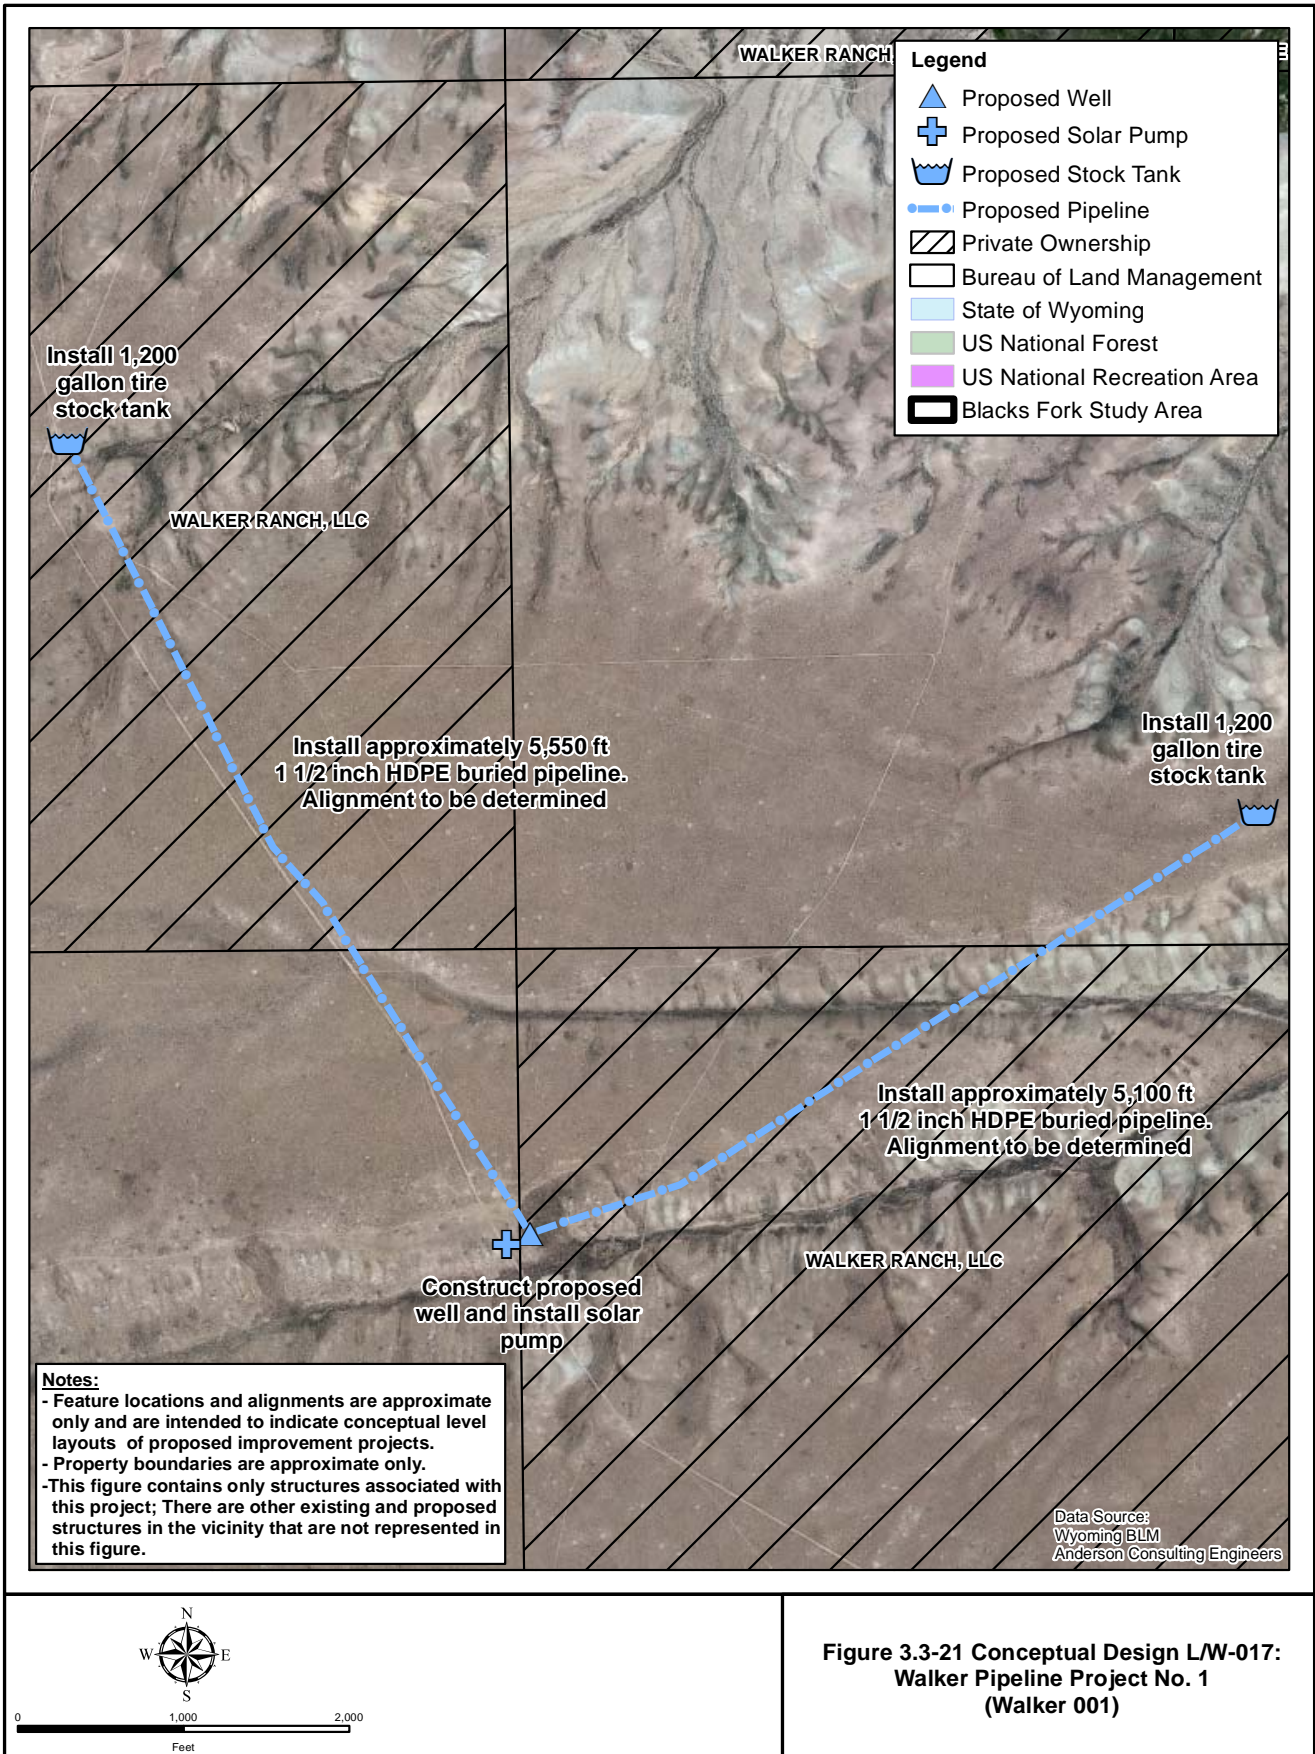 WALKER RANCH,
E
Legend
Proposed Well
Proposed Solar Pump
Proposed Stock Tank
Proposed Pipeline
Private Ownership
Bureau of Land Management
State of Wyoming
US National Forest
US National Recreation Area
Blacks Fork Study Area
Install 1,200
gallon tire
stock tank
WALKER RANCH, LLC
Install approximately 5,550 ft
1 1/2 inch HDPE buried pipeline.
Alignment to be determined
Install 1,200
gallon tire
stock tank
Install approximately 5,100 ft
1 1/2 inch HDPE buried pipeline.
Alignment to be determined
WALKER RANCH, LLC
Construct proposed
well and install solar
pump
Notes:
- Feature locations and alignments are approximate
only and are intended to indicate conceptual level
layouts of proposed improvement projects.
- Property boundaries are approximate only.
-This figure contains only structures associated with
this project; There are other existing and proposed
structures in the vicinity that are not represented in
this figure.
Data Source:
Wyoming BLM
Anderson Consulting Engineers
N
W E
S
0 1,000 2,000
Feet
Figure 3.3-21 Conceptual Design L/W-017:
Walker Pipeline Project No. 1
(Walker 001)